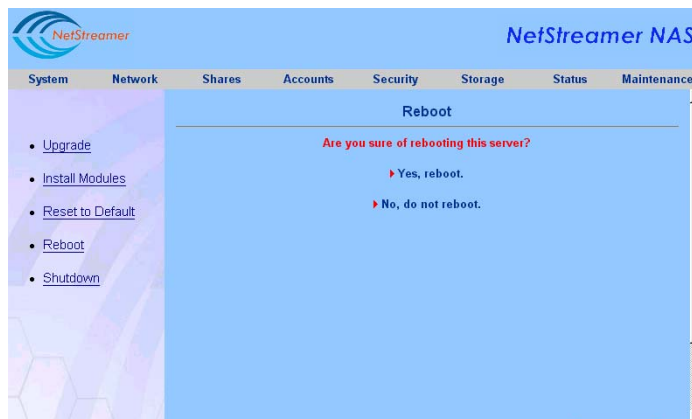 NetStreamer
NetStreamer NAS
System Network Shares Accounts Security Storage Status Maintenance
Reboot
Are you sure of rebooting this server?
Yes, reboot.
No, do not reboot.
• Upgrade
• Install Modules
• Reset to Default
• Reboot
• Shutdown